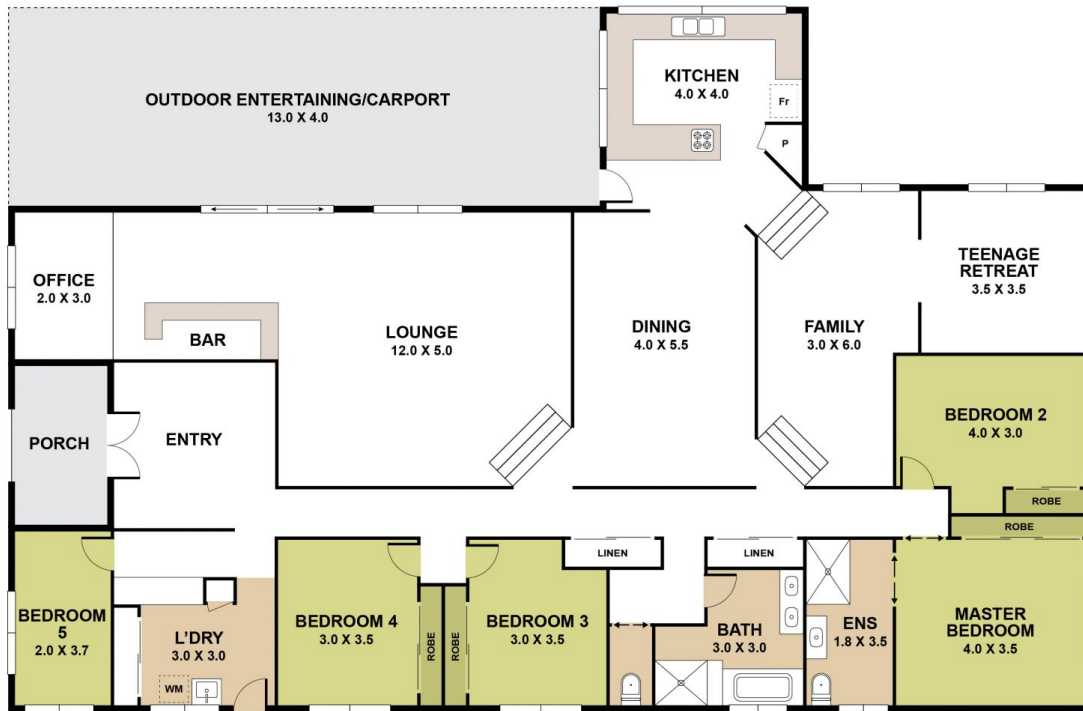 KITCHEN
4.0 X 4.0
Fr
P
OUTDOOR ENTERTAINING/CARPORT
13.0 X 4.0
OFFICE
2.0 X 3.0
BAR
LOUNGE
12.0 X 5.0
DINING
4.0 X 5.5
FAMILY
3.0 X 6.0
TEENAGE
RETREAT
3.5 X 3.5
PORCH
ENTRY
BEDROOM 2
4.0 X 3.0
ROBE
ROBE
LINEN
LINEN
BEDROOM
5
2.0 X 3.7
L'DRY
3.0 X 3.0
WM
BEDROOM 4
3.0 X 3.5
ROBE
ROBE
BEDROOM 3
3.0 X 3.5
BATH
3.0 X 3.0
ENS
1.8 X 3.5
MASTER
BEDROOM
4.0 X 3.5